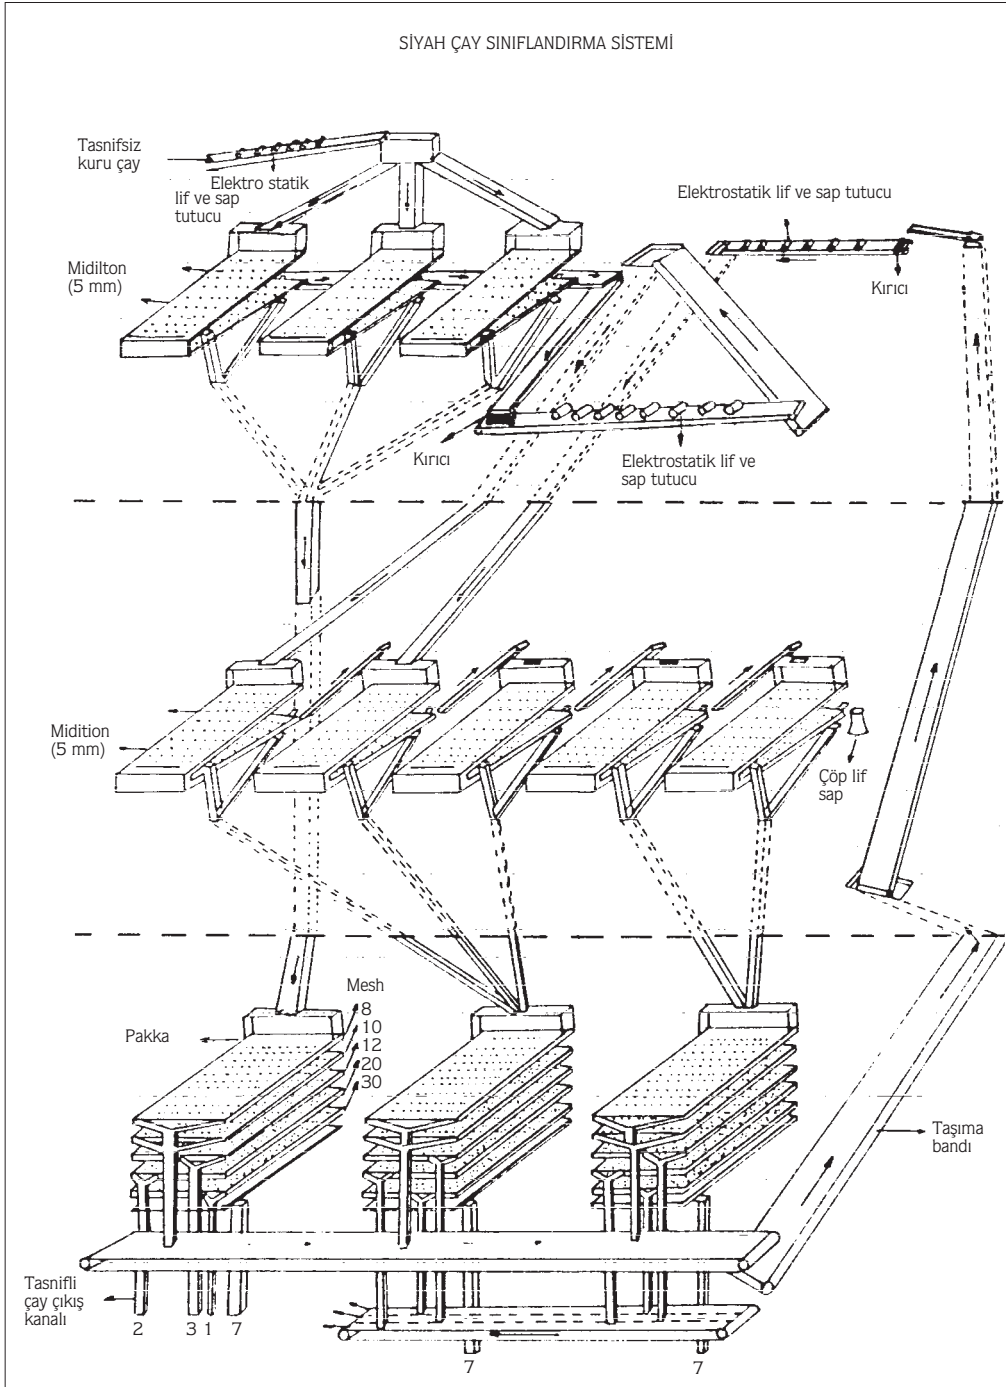 SİYAH ÇAY SINIFLANDIRMA SİSTEMİ
Tasnifsiz
kuru çay
Elektro statik
lif ve sap
tutucu
Elektrostatik lif ve sap tutucu
Midilton
(5 mm)
Kırıcı
Kırıcı
Elektrostatik lif ve
sap tutucu
Midition
(5 mm)
Çöp lif
sap
Mesh
8
10
12
20
30
Pakka
Taşıma
bandı
Tasnifli
çay çıkış
kanalı
2
3
1
7
7
7